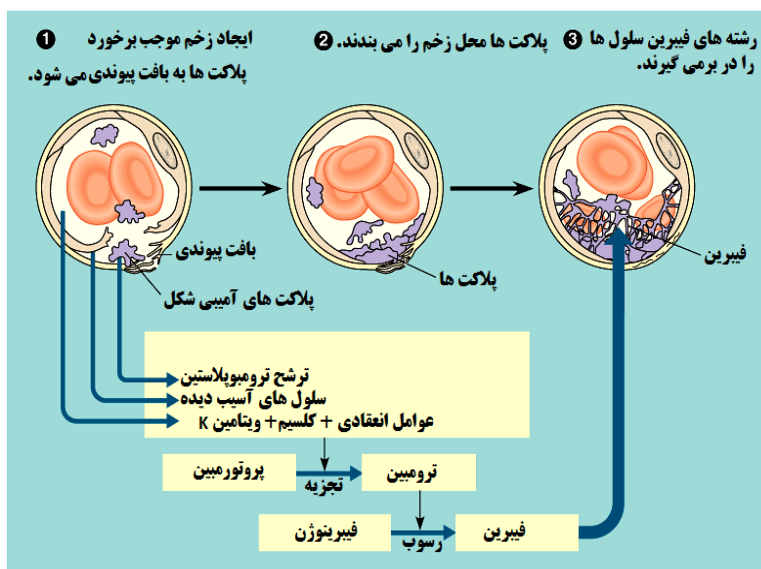 ❶ ایجاد زخم موجب برخورد
پلاکت ها به بافت پیوندی می شود.
❷ پلاکت ها محل زخم را می بندند.
❸ رشته های فیبرین سلول ها
را در برمی گیرند.
بافت پیوندی
پلاکت های آمیبی شکل
پلاکت ها
فیبرین
ترشح ترومبوپلاستین
سلول های آسیب دیده
عوامل انعقادی + کلسیم+ ویتامین K
پروتورمبین
تجزیه
ترومبین
فیبرینوژن
رسوب
فیبرین